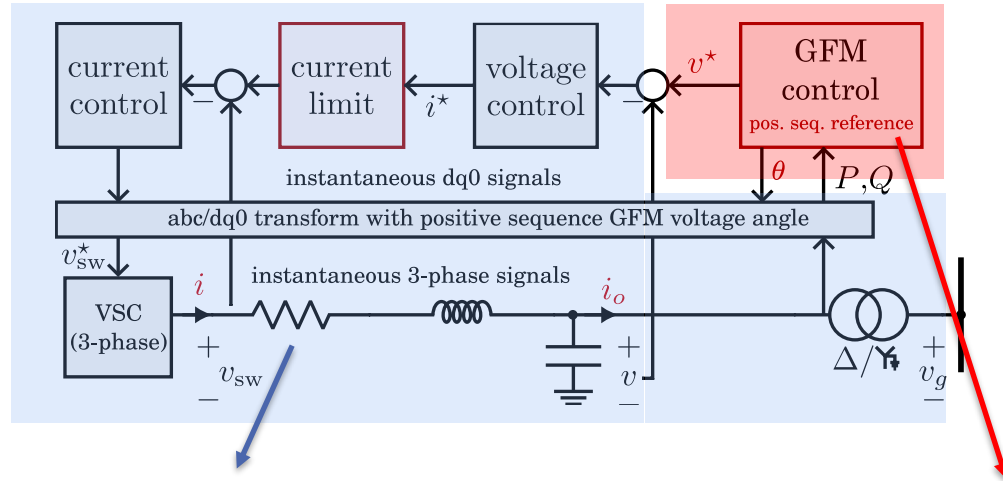 current
control
−
current
limit
i⋆
voltage
control
−
v⋆
GFM
control
pos. seq. reference
θ
P,Q
instantaneous dq0 signals
abc/dq0 transform with positive sequence GFM voltage angle
v⋆sw
instantaneous 3-phase signals
VSC
(3-phase)
i
+
vsw
−
io
+
v
−
Δ/Y
+
vg
−